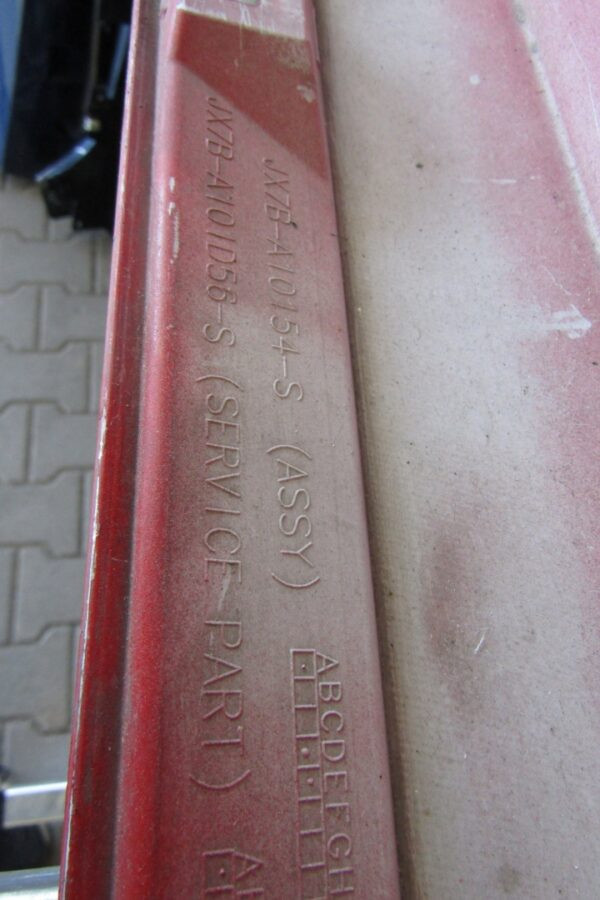 JX7B-A10154-S (ASSY)
ABCDEFGH
JX7B-A101D56-S (SERVICE PART)